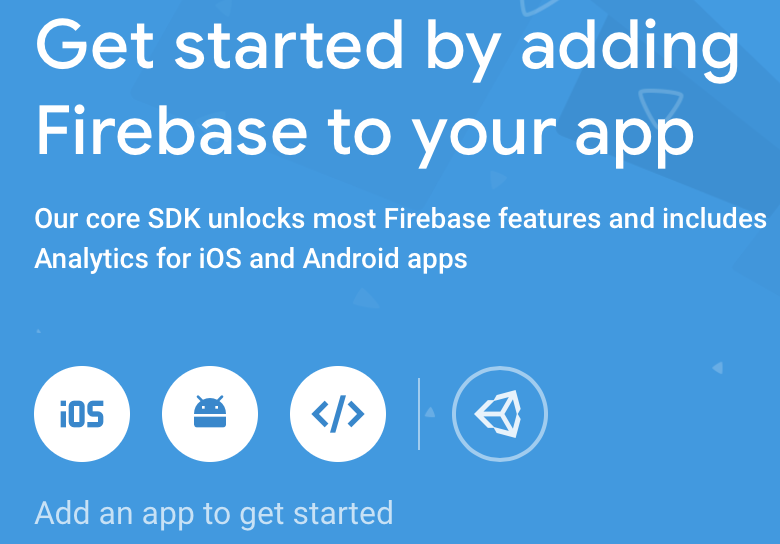 Get started by adding
Firebase to your app
Our core SDK unlocks most Firebase features and includes
Analytics for iOS and Android apps
iOS </>
Add an app to get started